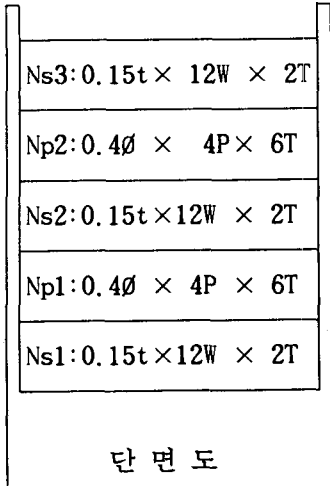 Ns3:0.15t× 12W × 2T
Np2:0.4Ø × 4P× 6T
Ns2:0.15t×12W × 2T
Np1:0.4Ø × 4P × 6T
Ns1:0.15t×12W × 2T
단 면 도